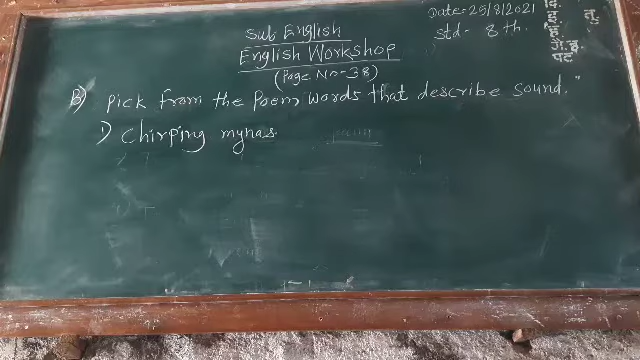 Sub English
English Workshop
(Page No-38)
Date:-25/8/2021
Std- 8th.
B) Pick from the Poem words that describe sound."
1) Chirping mynas.
दि.
इ.
ह.
गै.ह.
पट
तु.